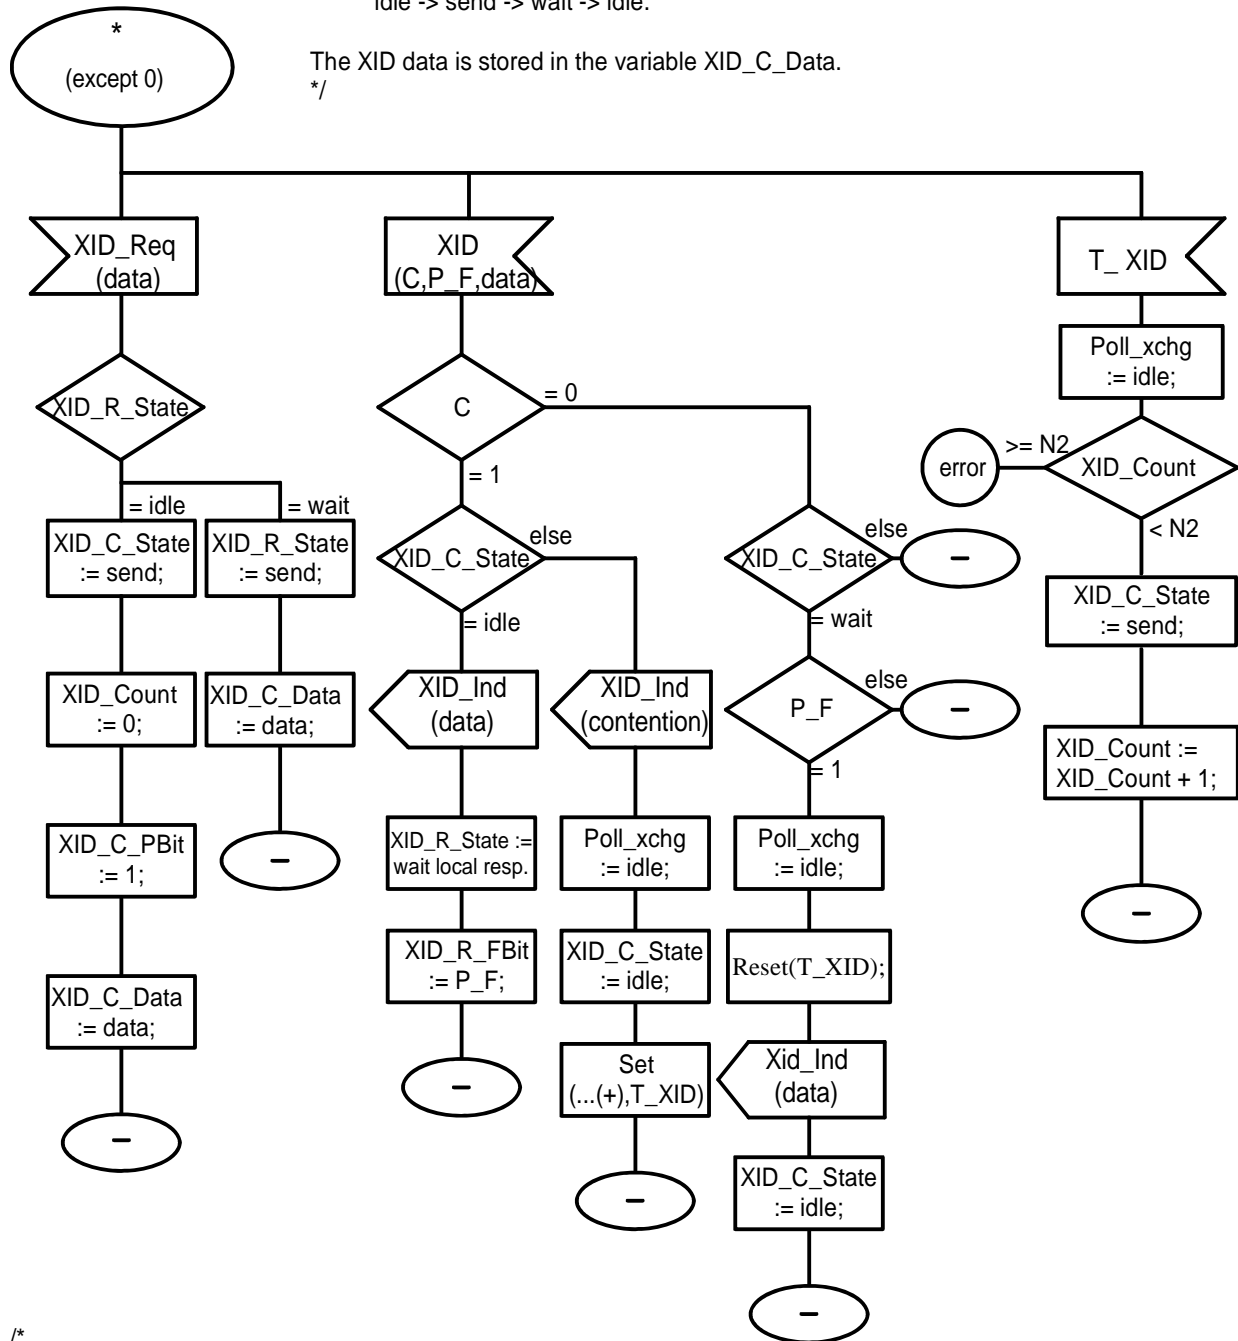 idle -> send -> wait -> idle.
The XID data is stored in the variable XID_C_Data.
*/
*
(except 0)
XID_Req
(data)
XID_R_State
= idle
= wait
XID_C_State
:= send;
XID_R_State
:= send;
XID_Count
:= 0;
XID_C_Data
:= data;
XID_C_PBit
:= 1;
–
XID_C_Data
:= data;
–
XID
(C,P_F,data)
C
= 0
= 1
XID_C_State
else
= idle
XID_Ind
(data)
XID_R_State :=
wait local resp.
XID_R_FBit
:= P_F;
–
XID_Ind
(contention)
Poll_xchg
:= idle;
XID_C_State
:= idle;
Set
(...(+),T_XID)
–
XID_C_State
else
–
= wait
P_F
else
–
= 1
Poll_xchg
:= idle;
Reset(T_XID);
Xid_Ind
(data)
XID_C_State
:= idle;
–
T_ XID
Poll_xchg
:= idle;
error
>= N2
XID_Count
< N2
XID_C_State
:= send;
XID_Count :=
XID_Count + 1;
–
/*